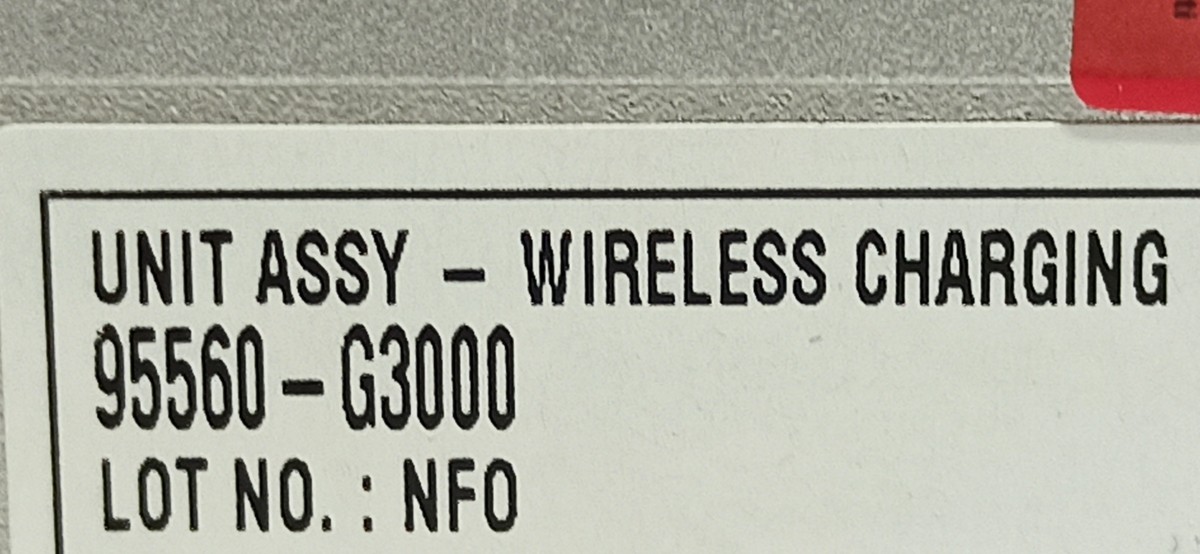 UNIT ASSY - WIRELESS CHARGING
95560-G3000
LOT NO. : NFO